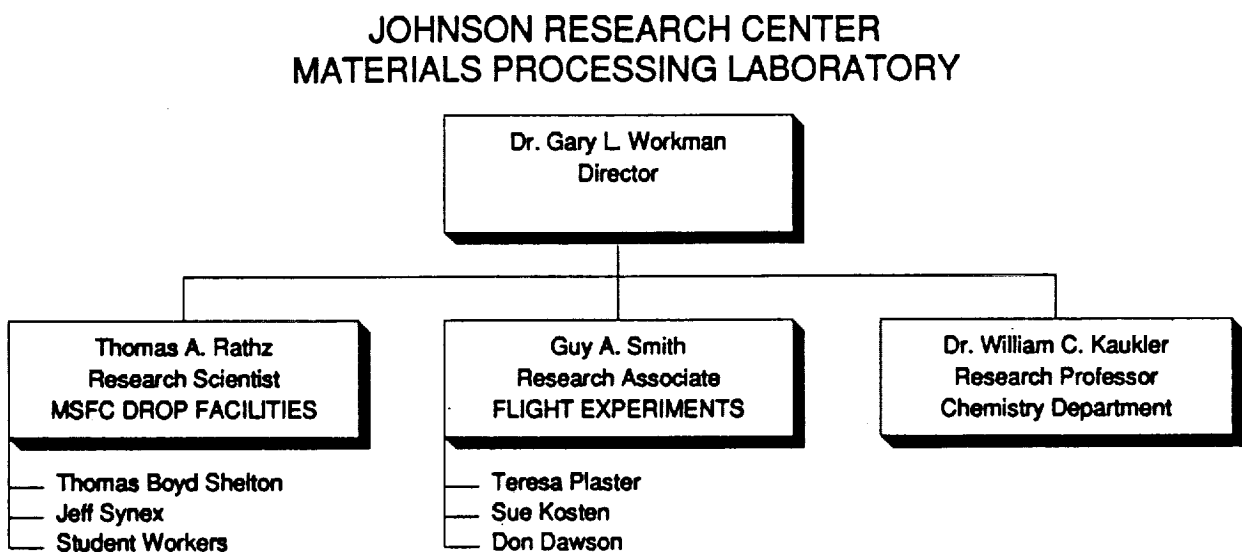 JOHNSON RESEARCH CENTER
MATERIALS PROCESSING LABORATORY
Dr. Gary L. Workman
Director
Thomas A. Rathz
Research Scientist
MSFC DROP FACILITIES
Thomas Boyd Shelton
Jeff Synex
Student Workers
Guy A. Smith
Research Associate
FLIGHT EXPERIMENTS
Teresa Plaster
Sue Kosten
Don Dawson
Dr. William C. Kaukler
Research Professor
Chemistry Department